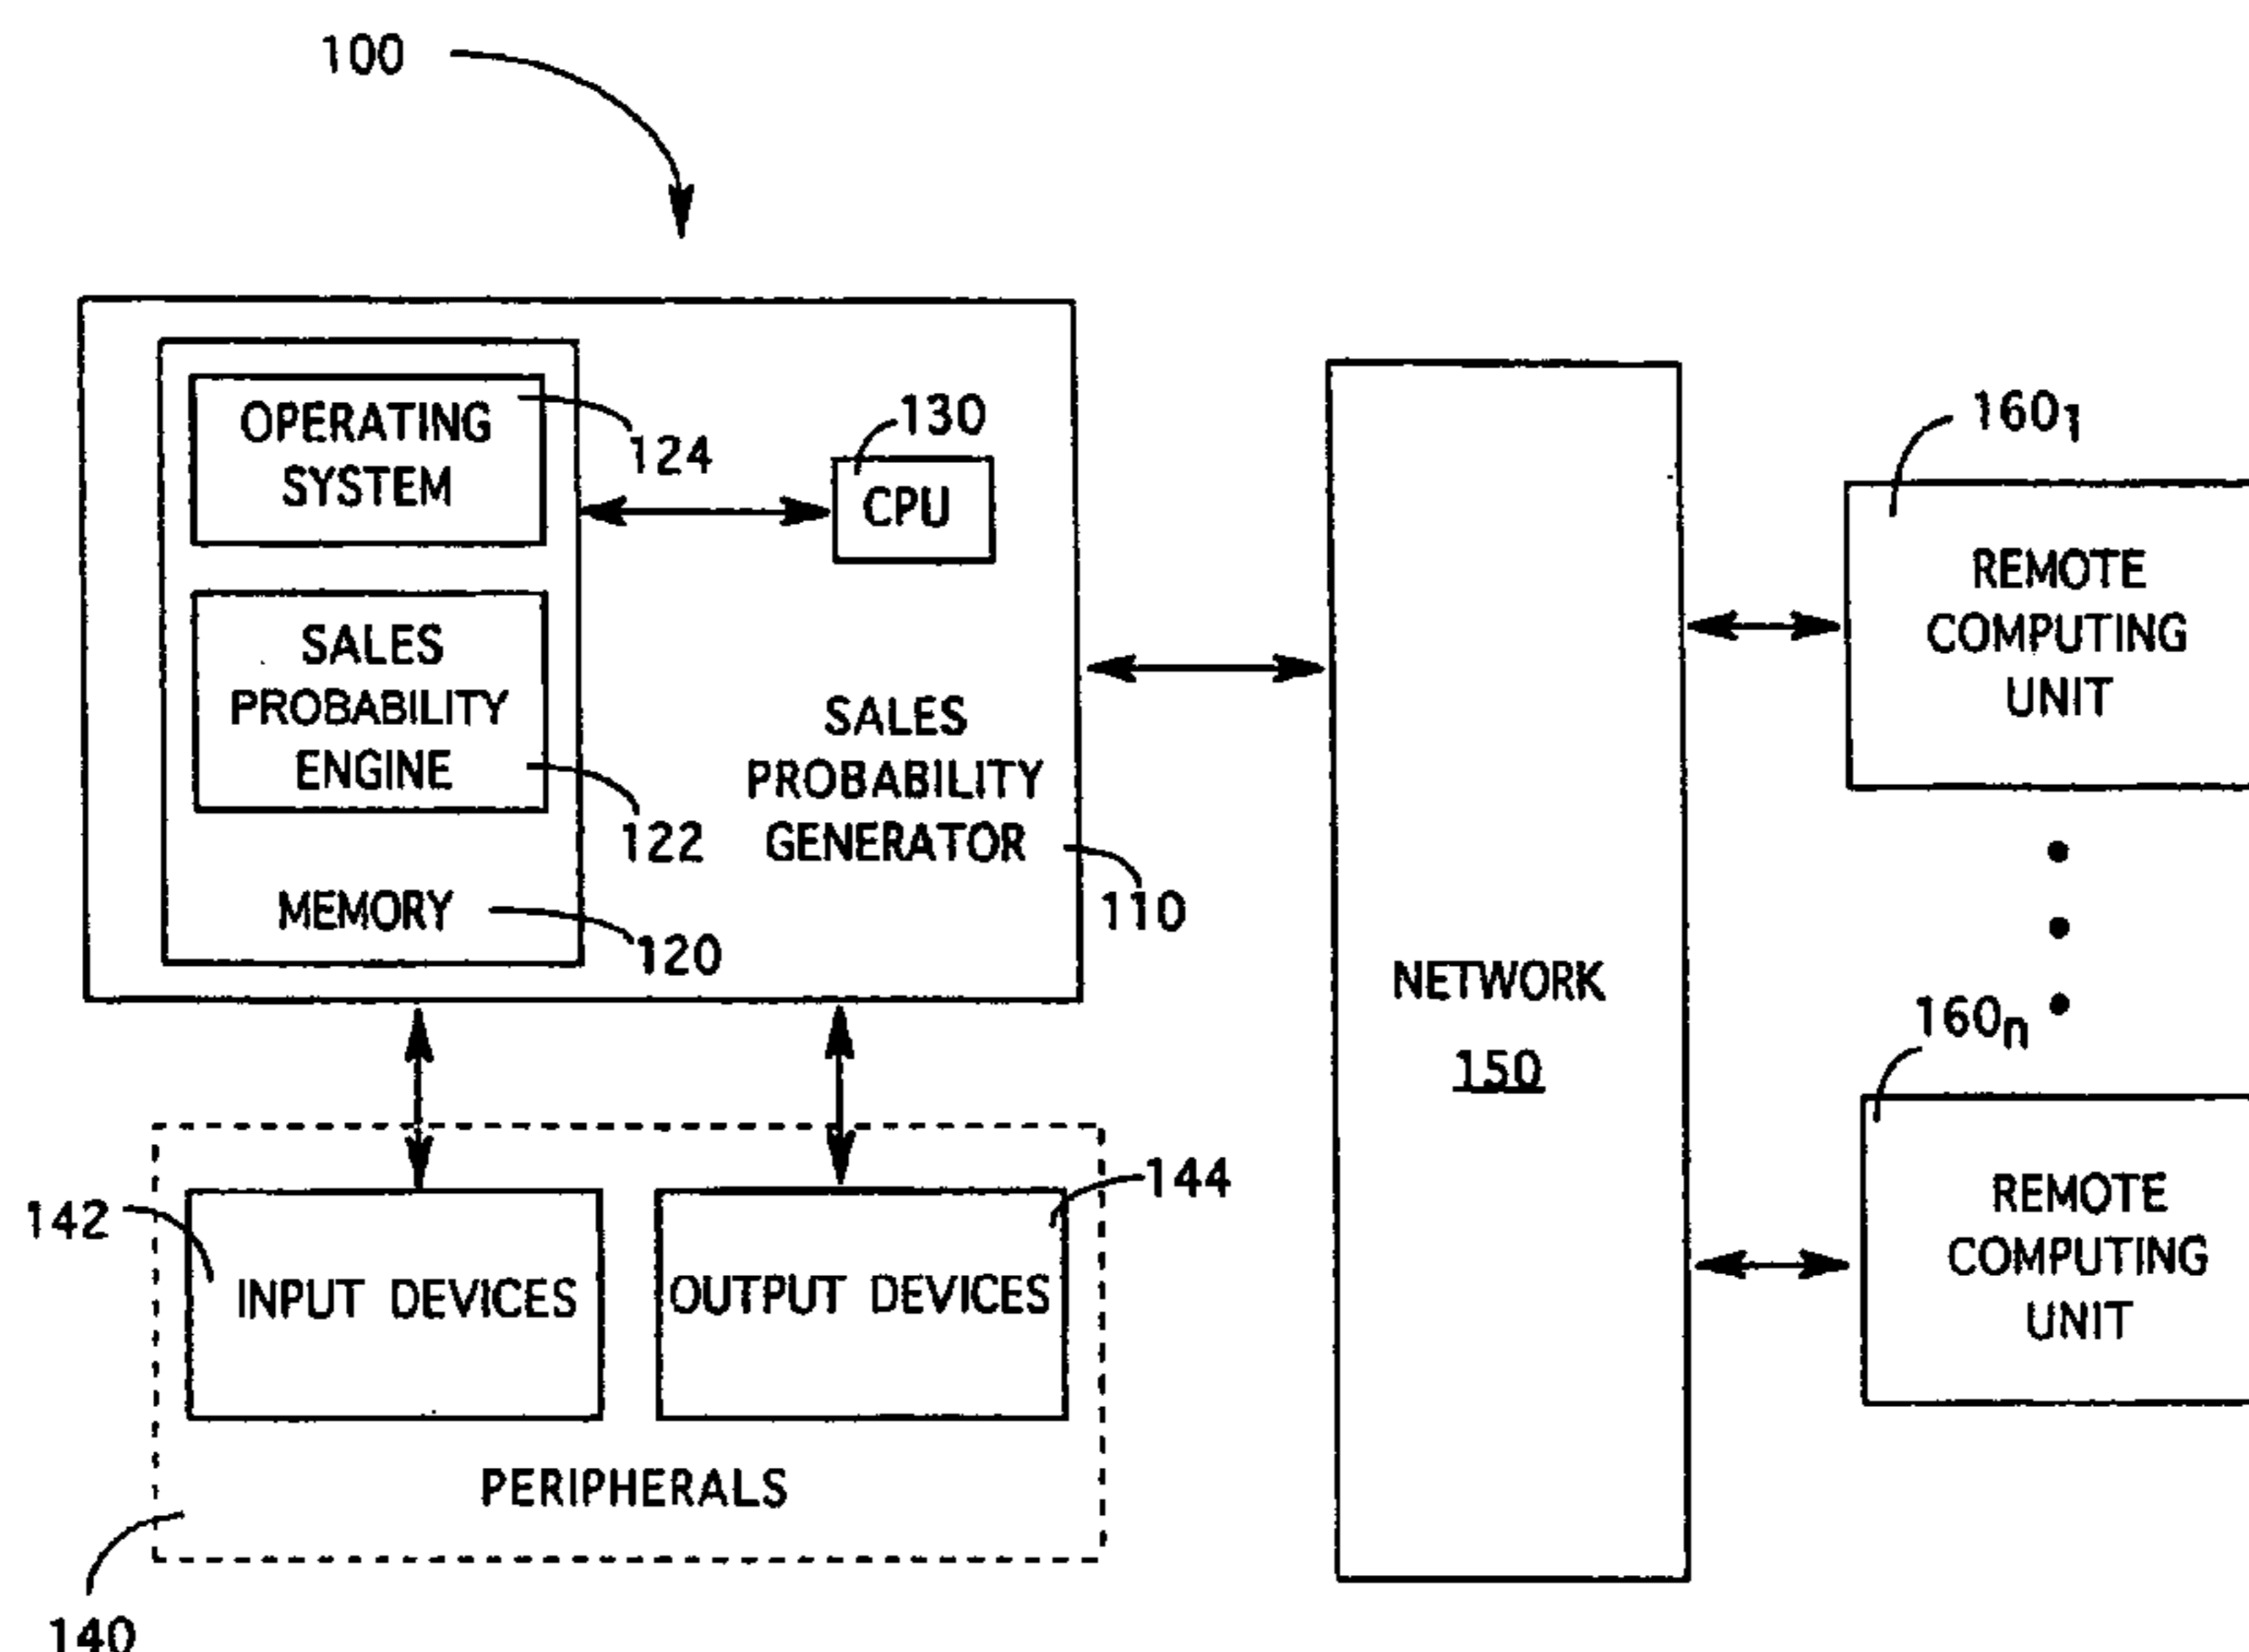 100
OPERATING
SYSTEM
124
130
CPU
SALES
PROBABILITY
ENGINE
122
MEMORY
120
SALES
PROBABILITY
GENERATOR
110
NETWORK
150
160₁
REMOTE
COMPUTING
UNIT
160ₙ
REMOTE
COMPUTING
UNIT
142
INPUT DEVICES
OUTPUT DEVICES
144
PERIPHERALS
140